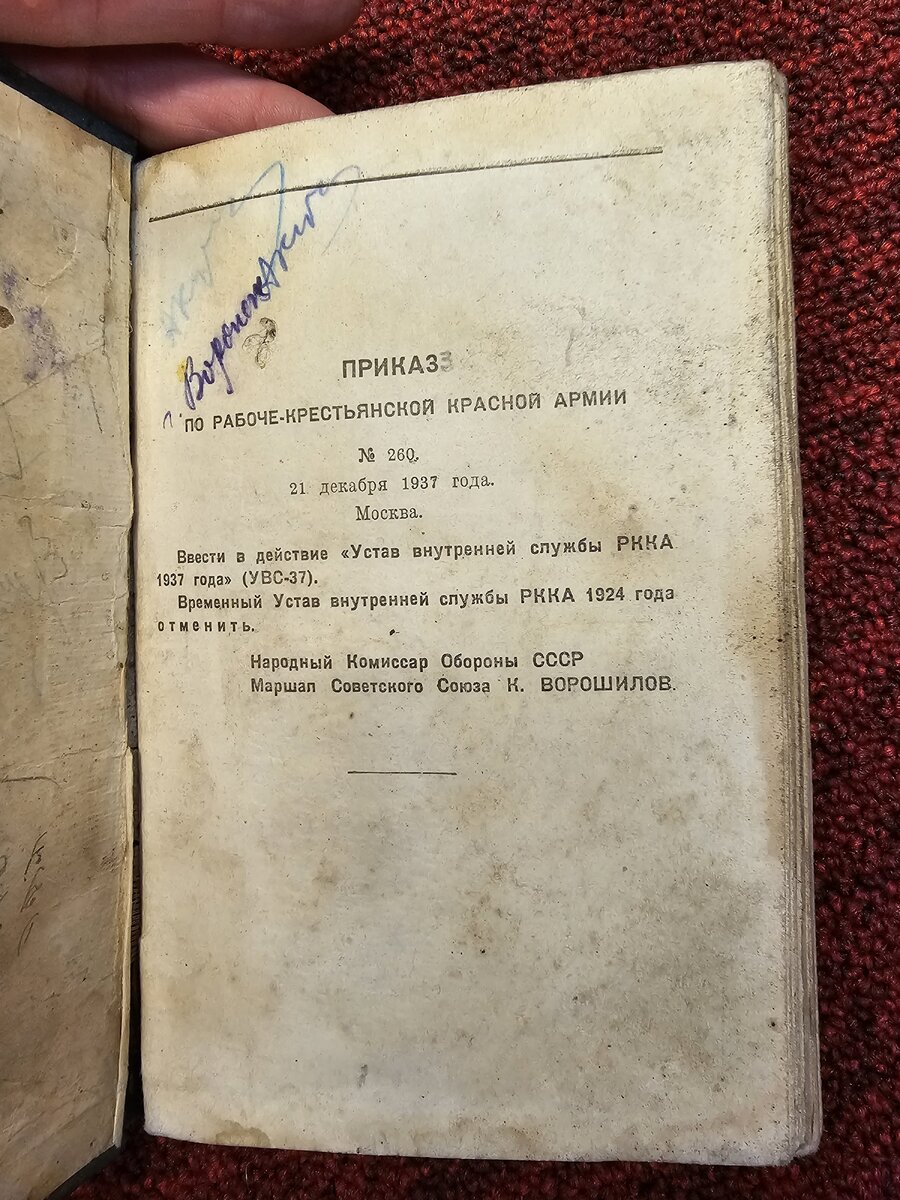 Воронеж
ПРИКАЗ
ПО РАБОЧЕ-КРЕСТЬЯНСКОЙ КРАСНОЙ АРМИИ
№ 260.
21 декабря 1937 года.
Москва.
Ввести в действие «Устав внутренней службы РККА
1937 года» (УВС-37).
Временный Устав внутренней службы РККА 1924 года
отменить.
Народный Комиссар Обороны СССР
Маршал Советского Союза К. ВОРОШИЛОВ.